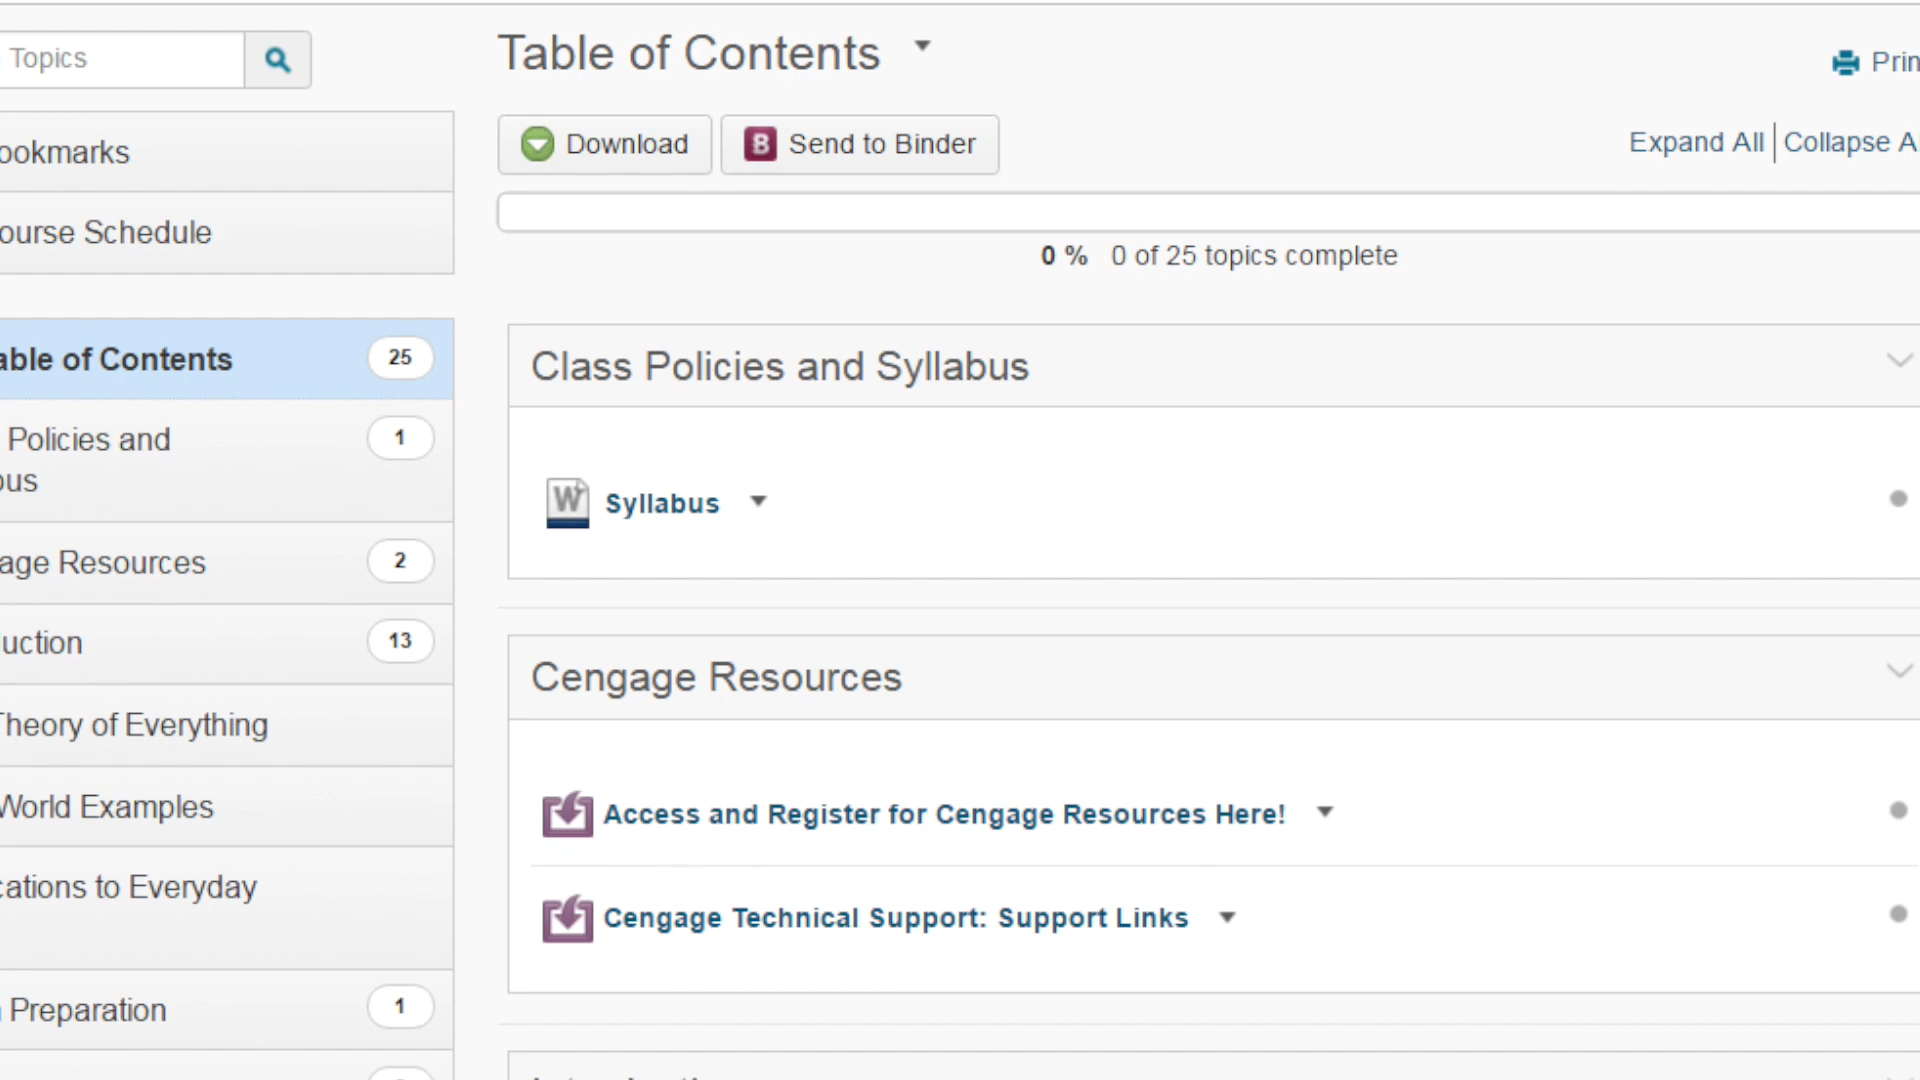 Topics
Table of Contents
Print
Download
Send to Binder
Expand All
Collapse All
0 % 0 of 25 topics complete
ookmarks
ourse Schedule
able of Contents 25
Policies and 1
bus
age Resources 2
uction 13
Theory of Everything
World Examples
cations to Everyday
Preparation 1
Class Policies and Syllabus
Syllabus
Cengage Resources
Access and Register for Cengage Resources Here!
Cengage Technical Support: Support Links